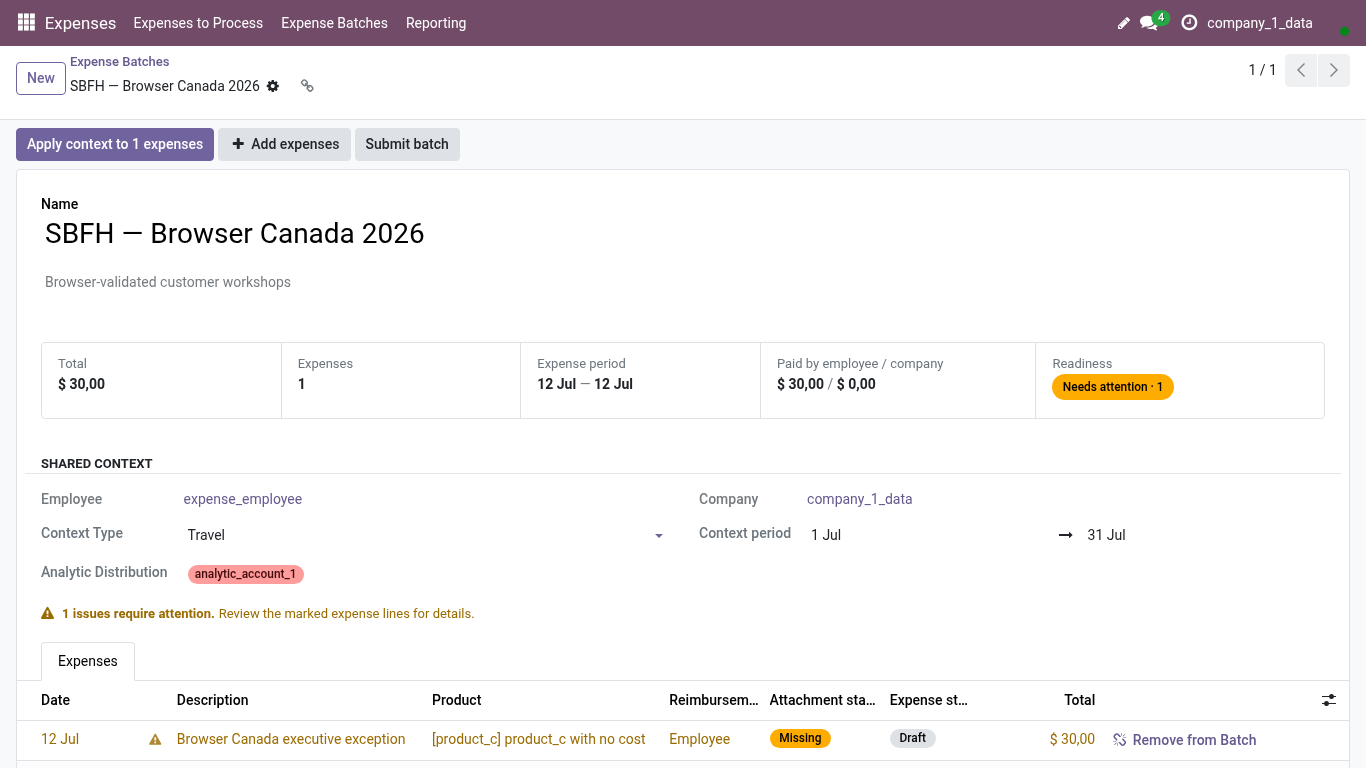 Expenses Expenses to Process Expense Batches Reporting 4 company_1_data
New Expense Batches 1 / 1
SBFH — Browser Canada 2026
Apply context to 1 expenses Add expenses Submit batch
Name
SBFH — Browser Canada 2026
Browser-validated customer workshops
Total Expenses Expense period Paid by employee / company Readiness
$ 30,00 1 12 Jul — 12 Jul $ 30,00 / $ 0,00 Needs attention · 1
SHARED CONTEXT
Employee expense_employee Company company_1_data
Context Type Travel Context period 1 Jul → 31 Jul
Analytic Distribution analytic_account_1
1 issues require attention. Review the marked expense lines for details.
Expenses
Date Description Product Reimbursem... Attachment sta... Expense st... Total
12 Jul Browser Canada executive exception [product_c] product_c with no cost Employee Missing Draft $ 30,00 Remove from Batch